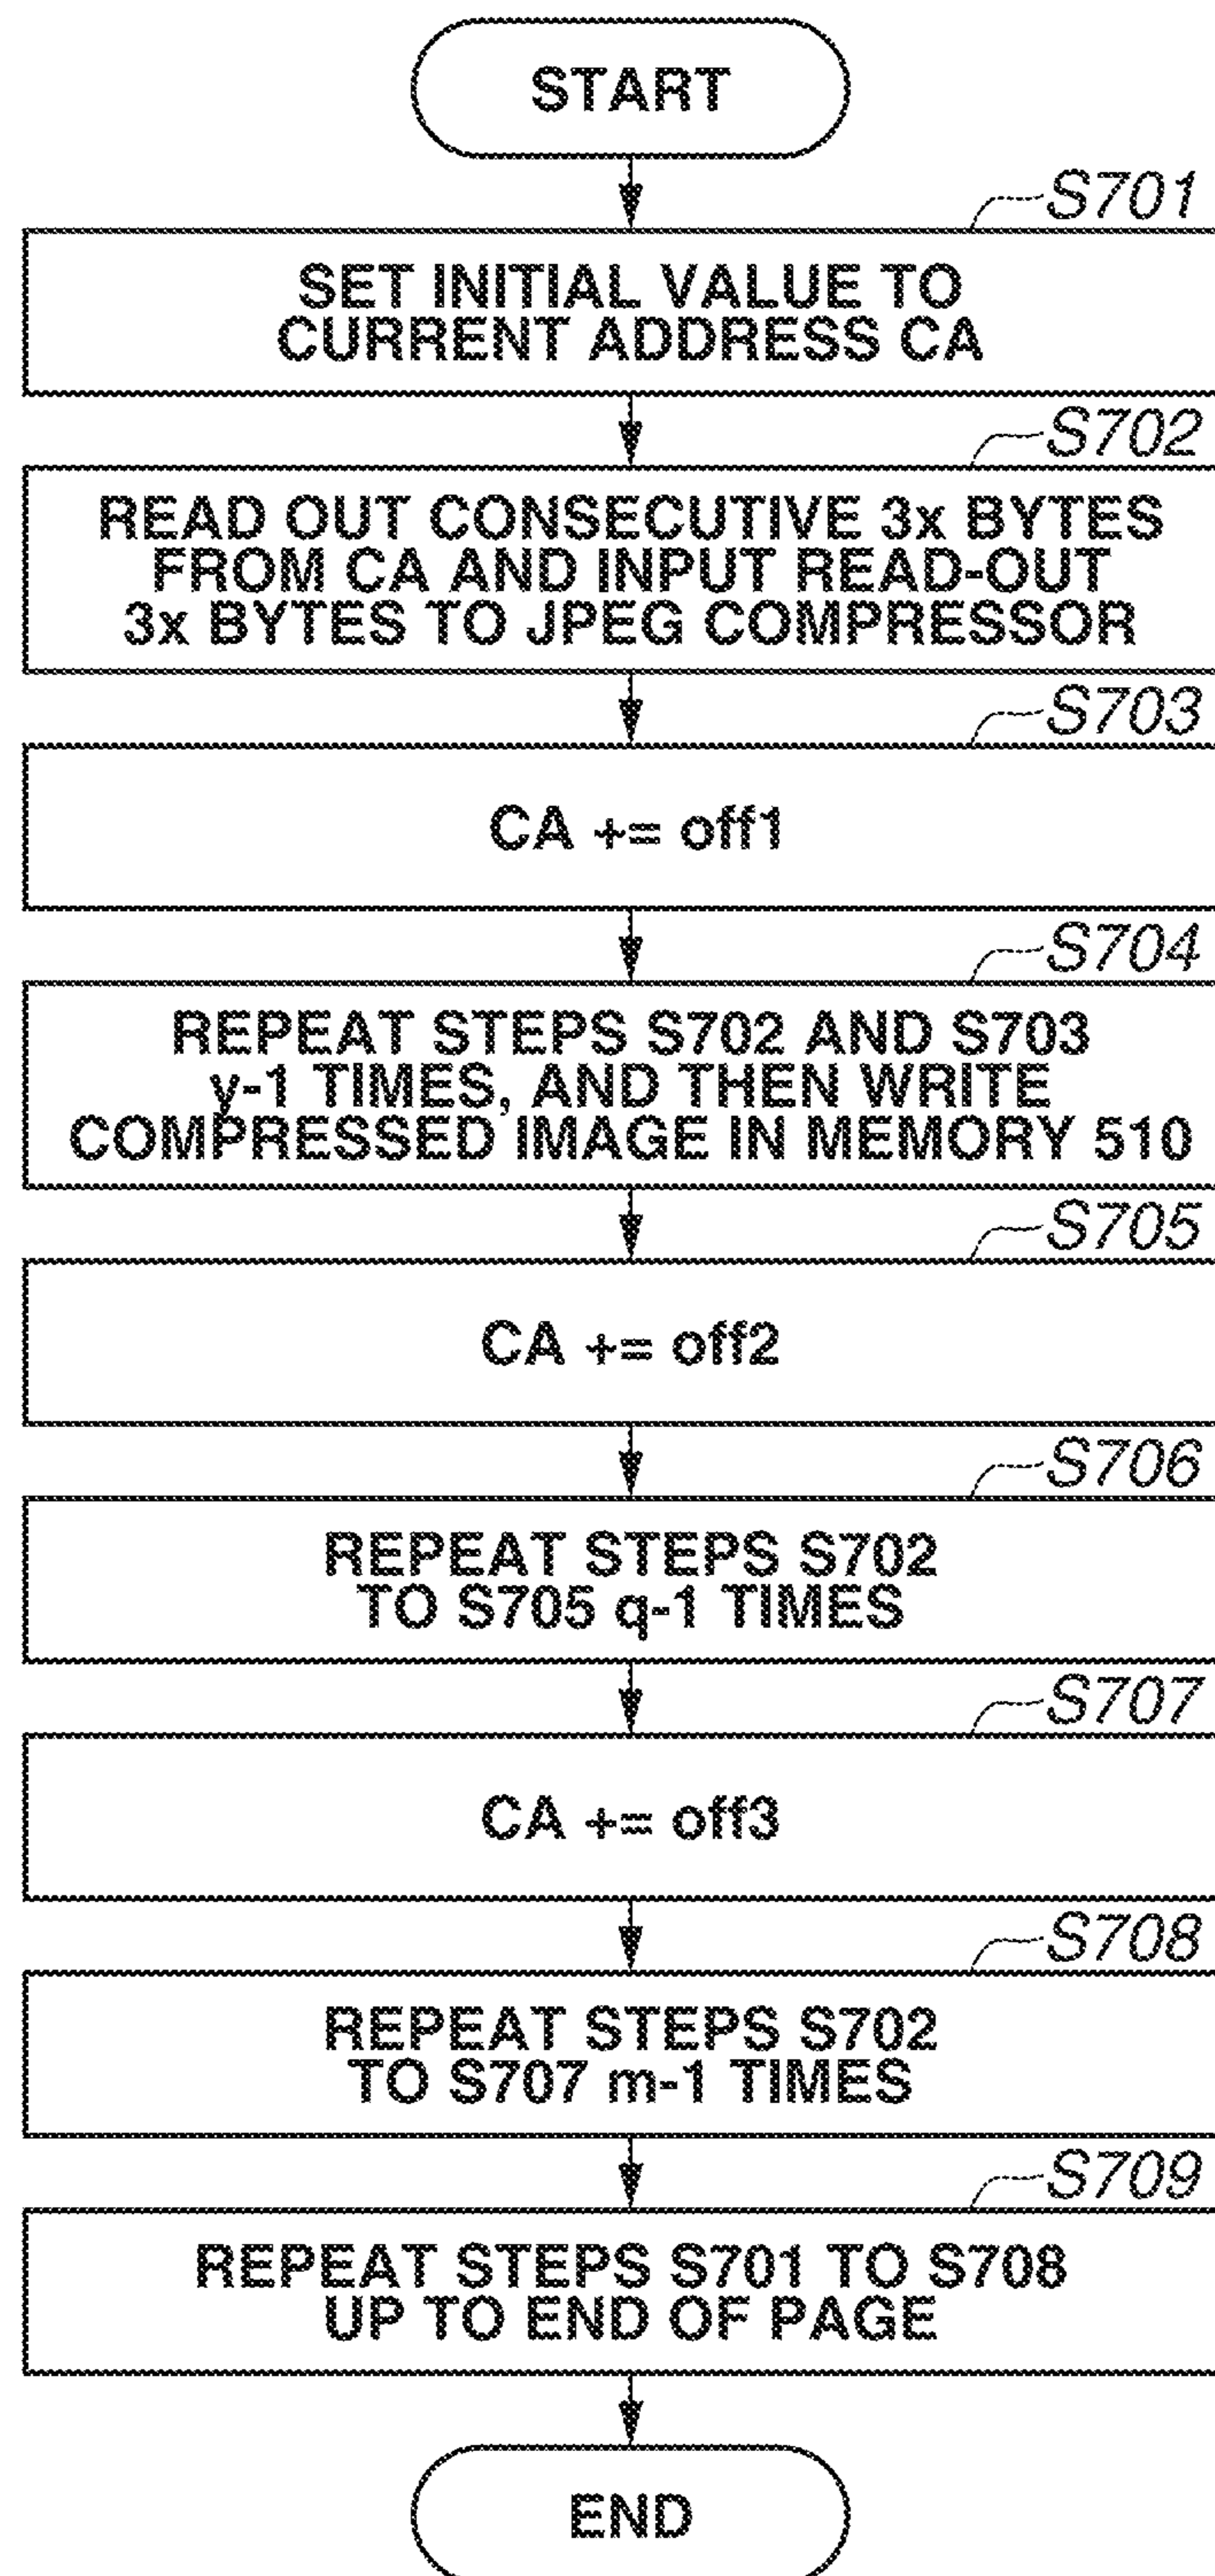 START
S701
SET INITIAL VALUE TO
CURRENT ADDRESS CA
S702
READ OUT CONSECUTIVE 3x BYTES
FROM CA AND INPUT READ-OUT
3x BYTES TO JPEG COMPRESSOR
S703
CA += off1
S704
REPEAT STEPS S702 AND S703
y-1 TIMES, AND THEN WRITE
COMPRESSED IMAGE IN MEMORY 510
S705
CA += off2
S706
REPEAT STEPS S702
TO S705 q-1 TIMES
S707
CA += off3
S708
REPEAT STEPS S702
TO S707 m-1 TIMES
S709
REPEAT STEPS S701 TO S708
UP TO END OF PAGE
END